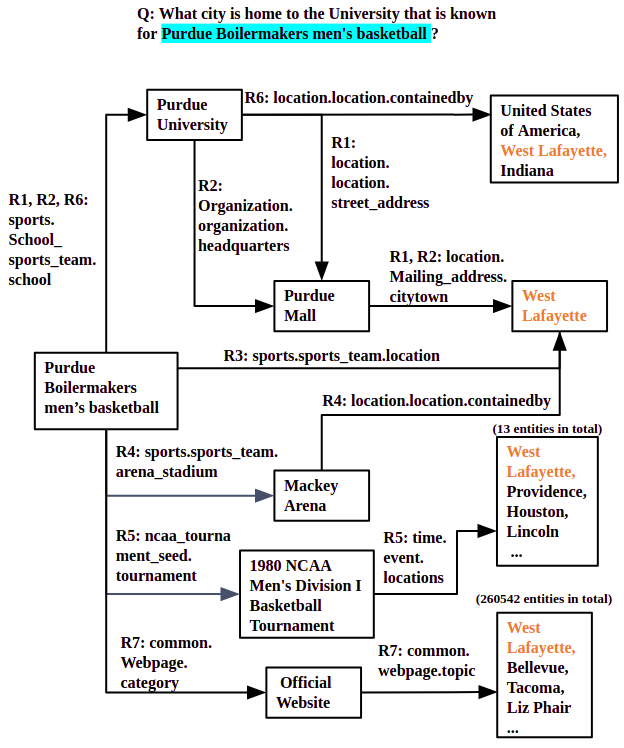 Q: What city is home to the University that is known
for Purdue Boilermakers men's basketball ?
Purdue
University
R6: location.location.containedby
United States
of America,
West Lafayette,
Indiana
R1:
location.
location.
street_address
R2:
Organization.
organization.
headquarters
R1, R2, R6:
sports.
School_
sports_team.
school
Purdue
Mall
R1, R2: location.
Mailing_address.
citytown
West
Lafayette
Purdue
Boilermakers
men’s basketball
R3: sports.sports_team.location
R4: location.location.containedby
R4: sports.sports_team.
arena_stadium
Mackey
Arena
(13 entities in total)
West
Lafayette,
Providence,
Houston,
Lincoln
...
R5: ncaa_tourna
ment_seed.
tournament
1980 NCAA
Men's Division I
Basketball
Tournament
R5: time.
event.
locations
(260542 entities in total)
West
Lafayette,
Bellevue,
Tacoma,
Liz Phair
...
R7: common.
Webpage.
category
Official
Website
R7: common.
webpage.topic